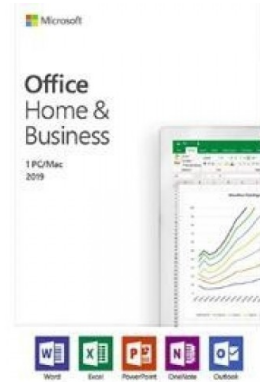 Microsoft
Office
Home &
Business
1 PC/Mac
2019
Word
Excel
PowerPoint
OneNote
Outlook